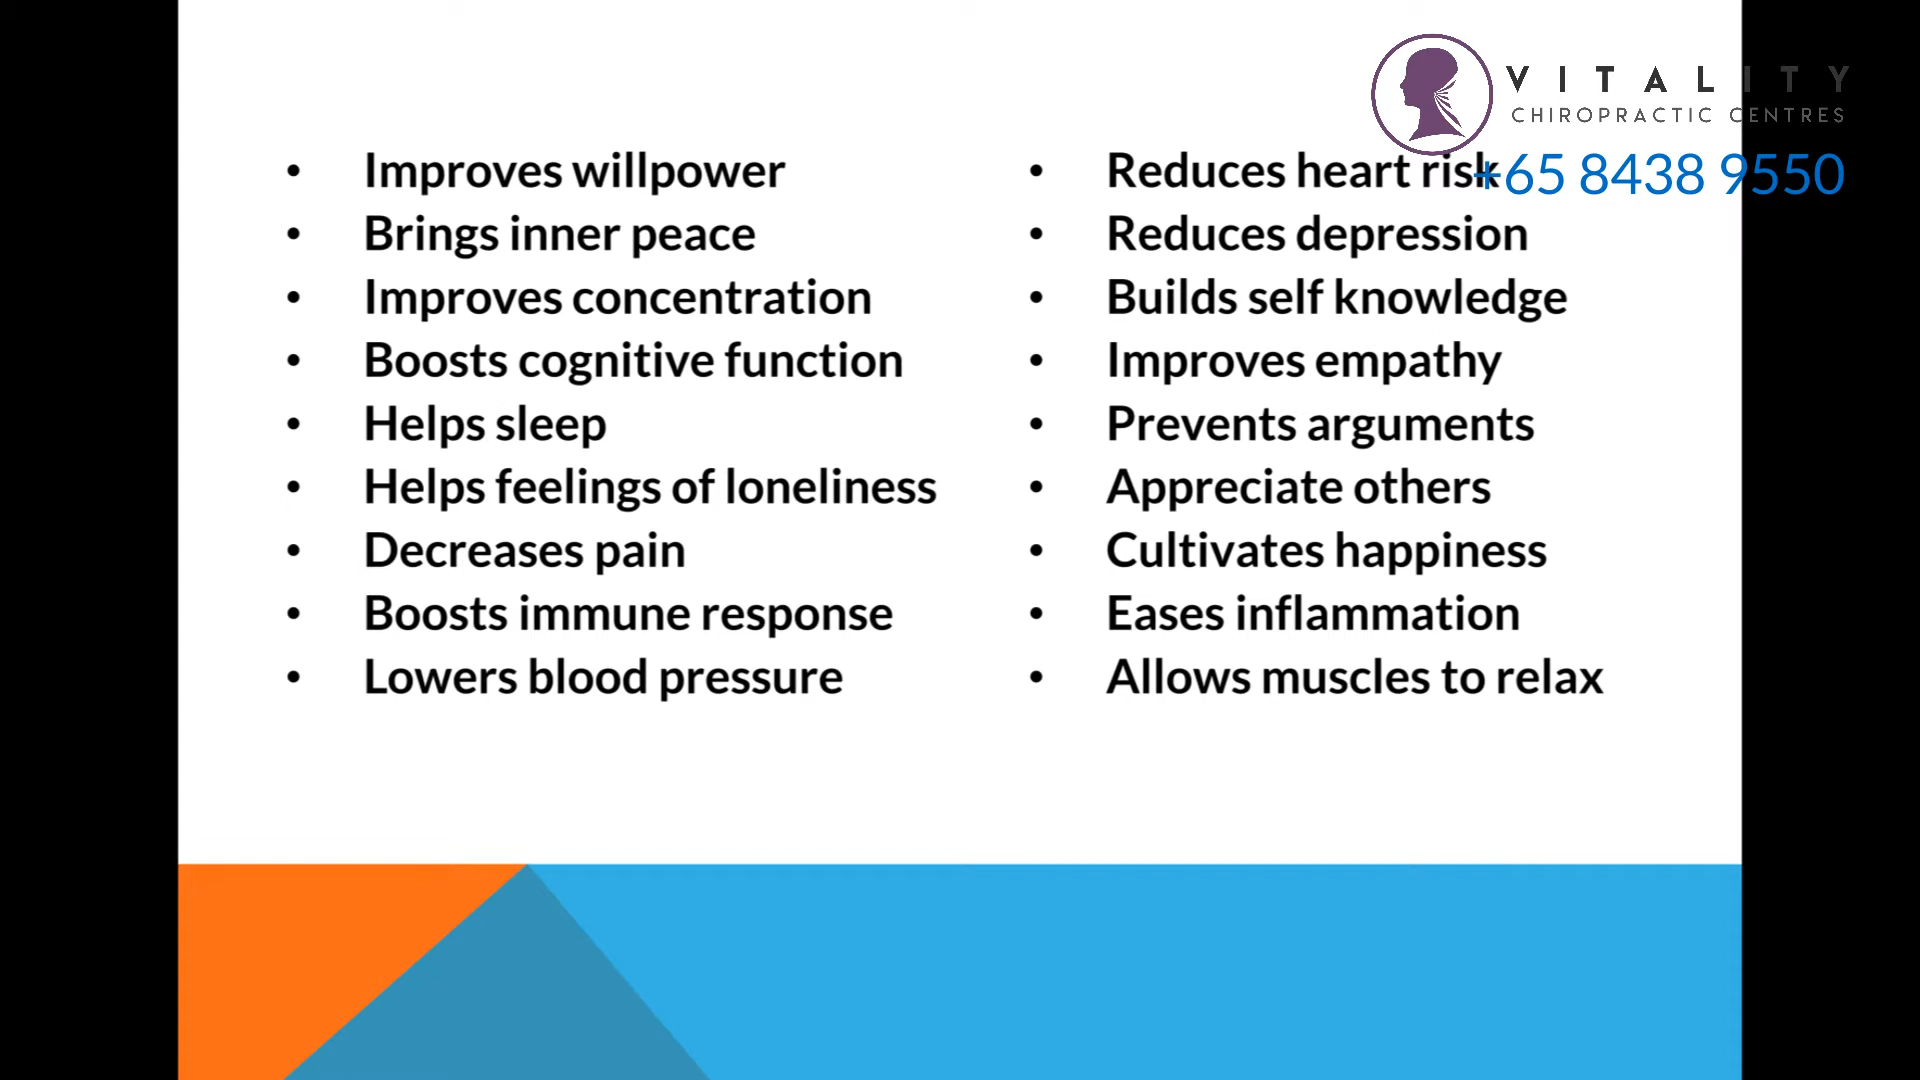 VITALITY
CHIROPRACTIC CENTRES
+65 8438 9550
Improves willpower
Brings inner peace
Improves concentration
Boosts cognitive function
Helps sleep
Helps feelings of loneliness
Decreases pain
Boosts immune response
Lowers blood pressure
Reduces heart risk
Reduces depression
Builds self knowledge
Improves empathy
Prevents arguments
Appreciate others
Cultivates happiness
Eases inflammation
Allows muscles to relax